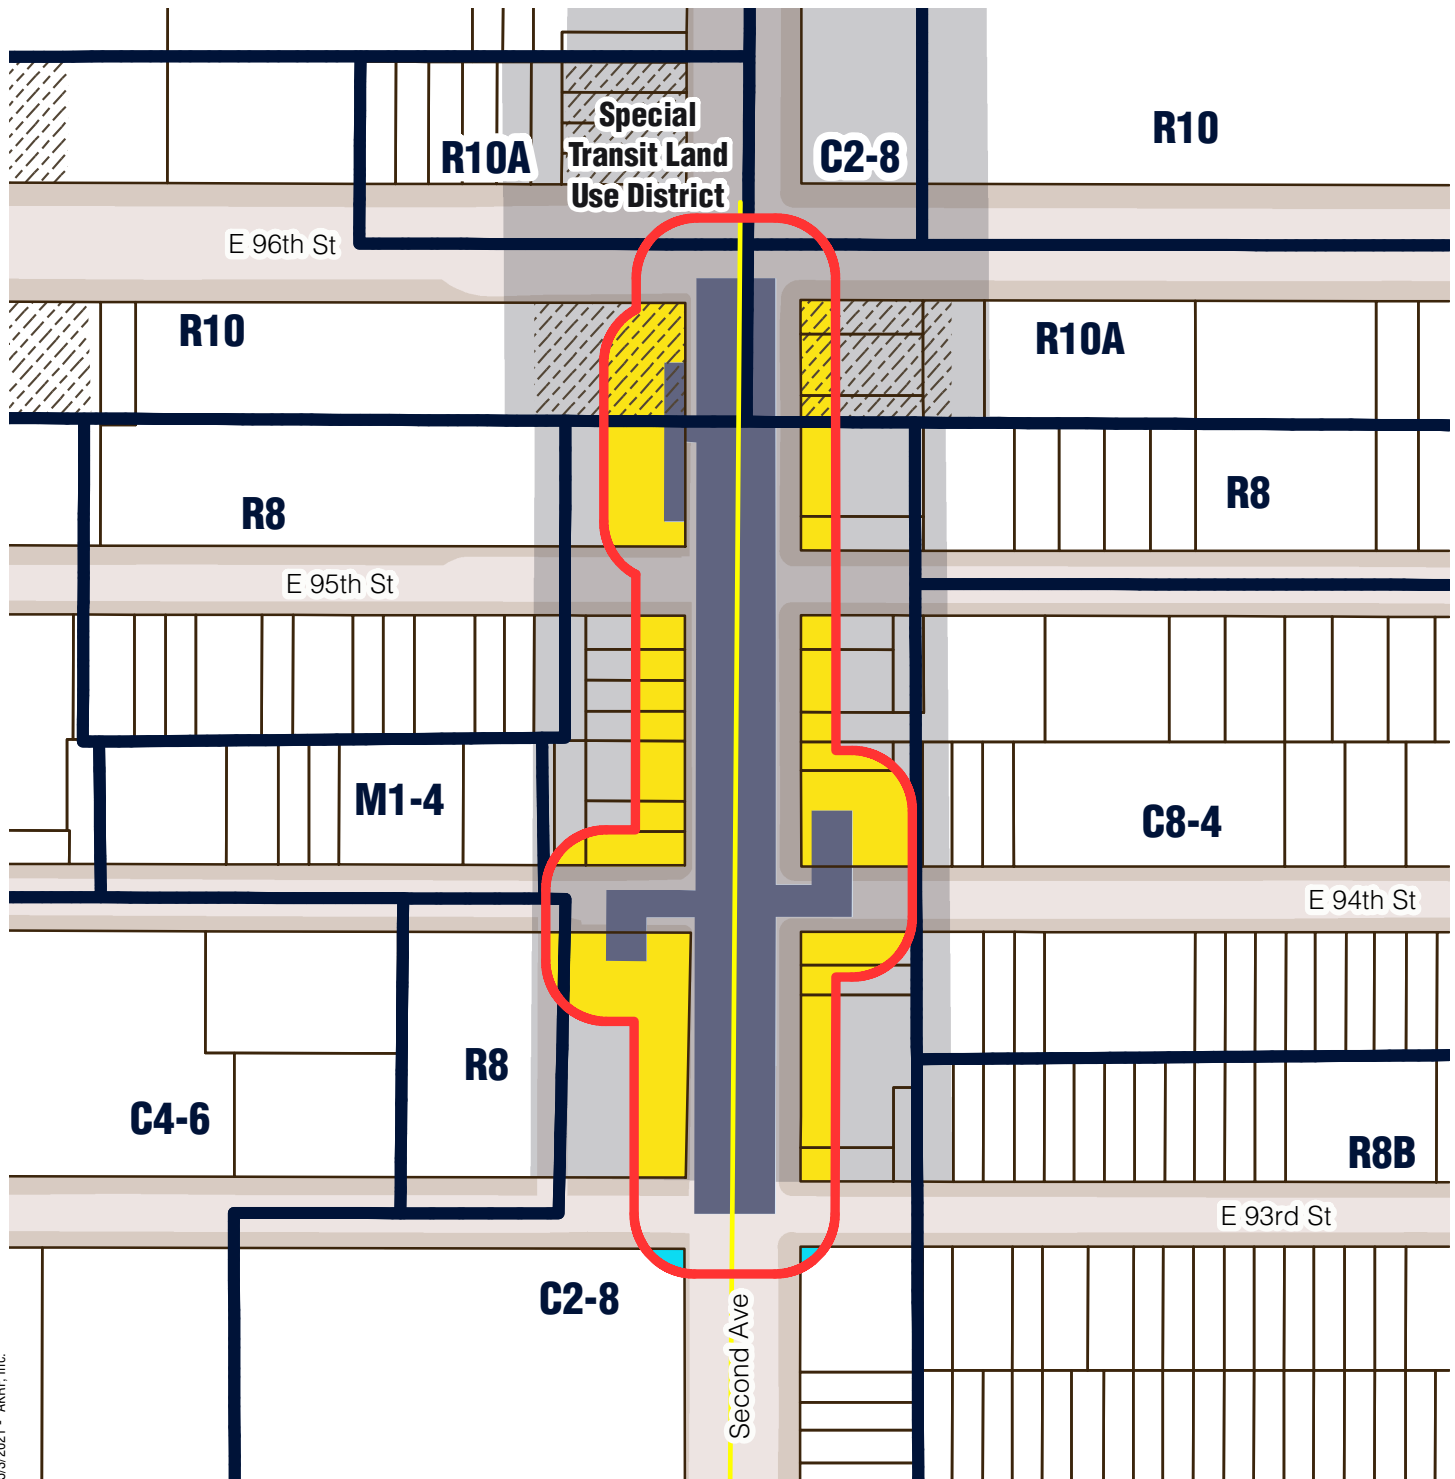 R10
Special
Transit Land
Use District
R10A
C2-8
E 96th St
R10
R10A
R8
R8
E 95th St
M1-4
C8-4
E 94th St
R8
C4-6
R8B
E 93rd St
C2-8
Second Ave